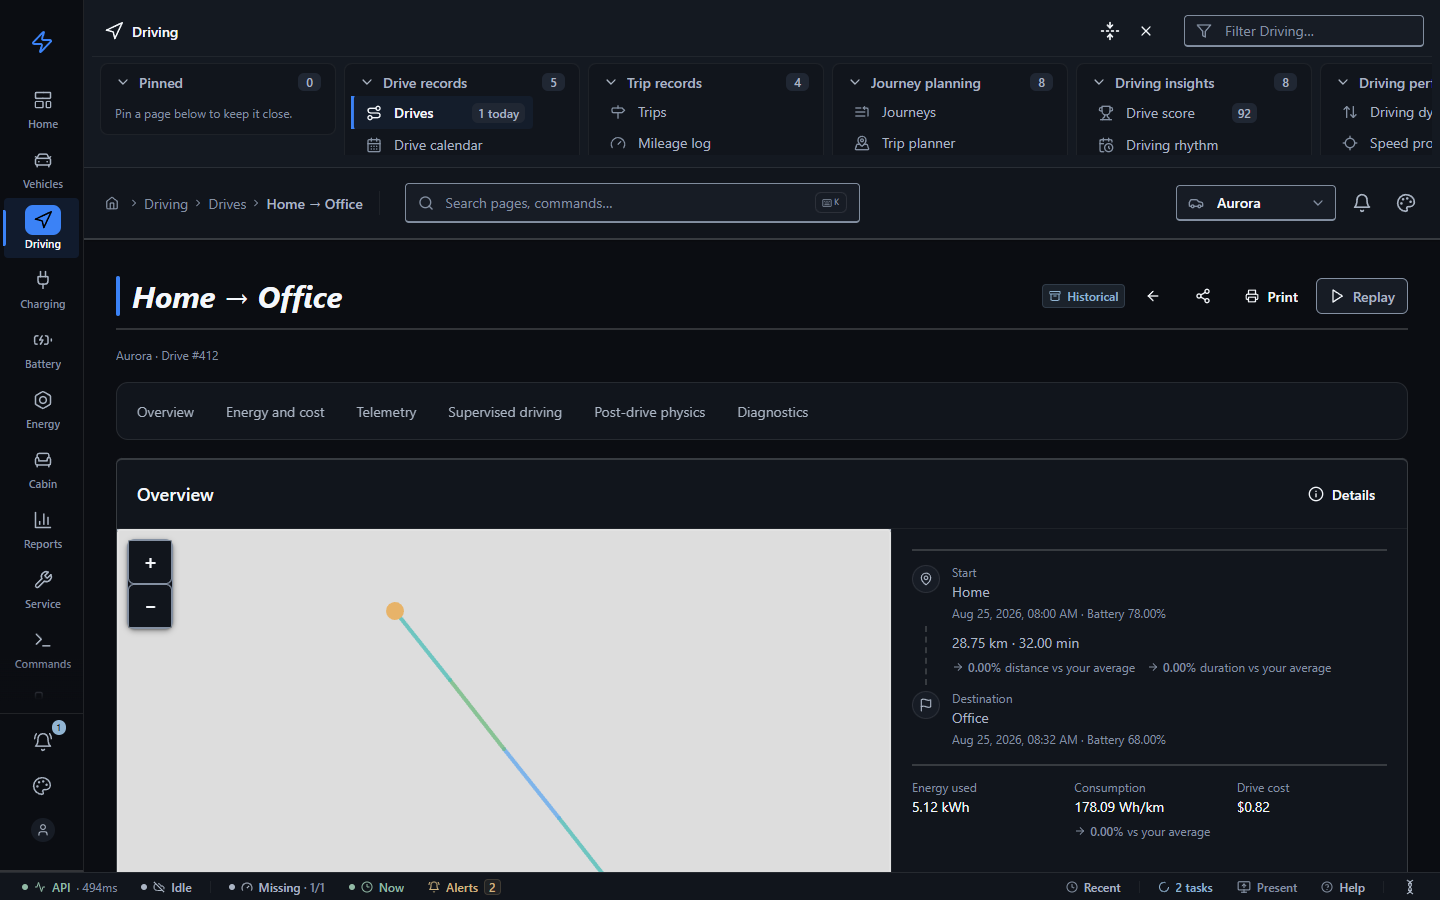 Driving
Filter Driving...
Pinned 0
Pin a page below to keep it close.
Drive records 5
Drives 1 today
Drive calendar
Trip records 4
Trips
Mileage log
Journey planning 8
Journeys
Trip planner
Driving insights 8
Drive score 92
Driving rhythm
Driving per
Driving dy
Speed pro
Home
Vehicles
Driving
Charging
Battery
Energy
Cabin
Reports
Service
Commands
1
Driving Drives Home → Office
Search pages, commands...
K
Aurora
Home → Office
Historical
Print
Replay
Aurora · Drive #412
Overview Energy and cost Telemetry Supervised driving Post-drive physics Diagnostics
Overview
Details
+
−
Start
Home
Aug 25, 2026, 08:00 AM · Battery 78.00%
28.75 km · 32.00 min
→ 0.00% distance vs your average → 0.00% duration vs your average
Destination
Office
Aug 25, 2026, 08:32 AM · Battery 68.00%
Energy used
5.12 kWh
Consumption
178.09 Wh/km
→ 0.00% vs your average
Drive cost
$0.82
API · 494ms Idle Missing · 1/1 Now Alerts 2 Recent 2 tasks Present Help